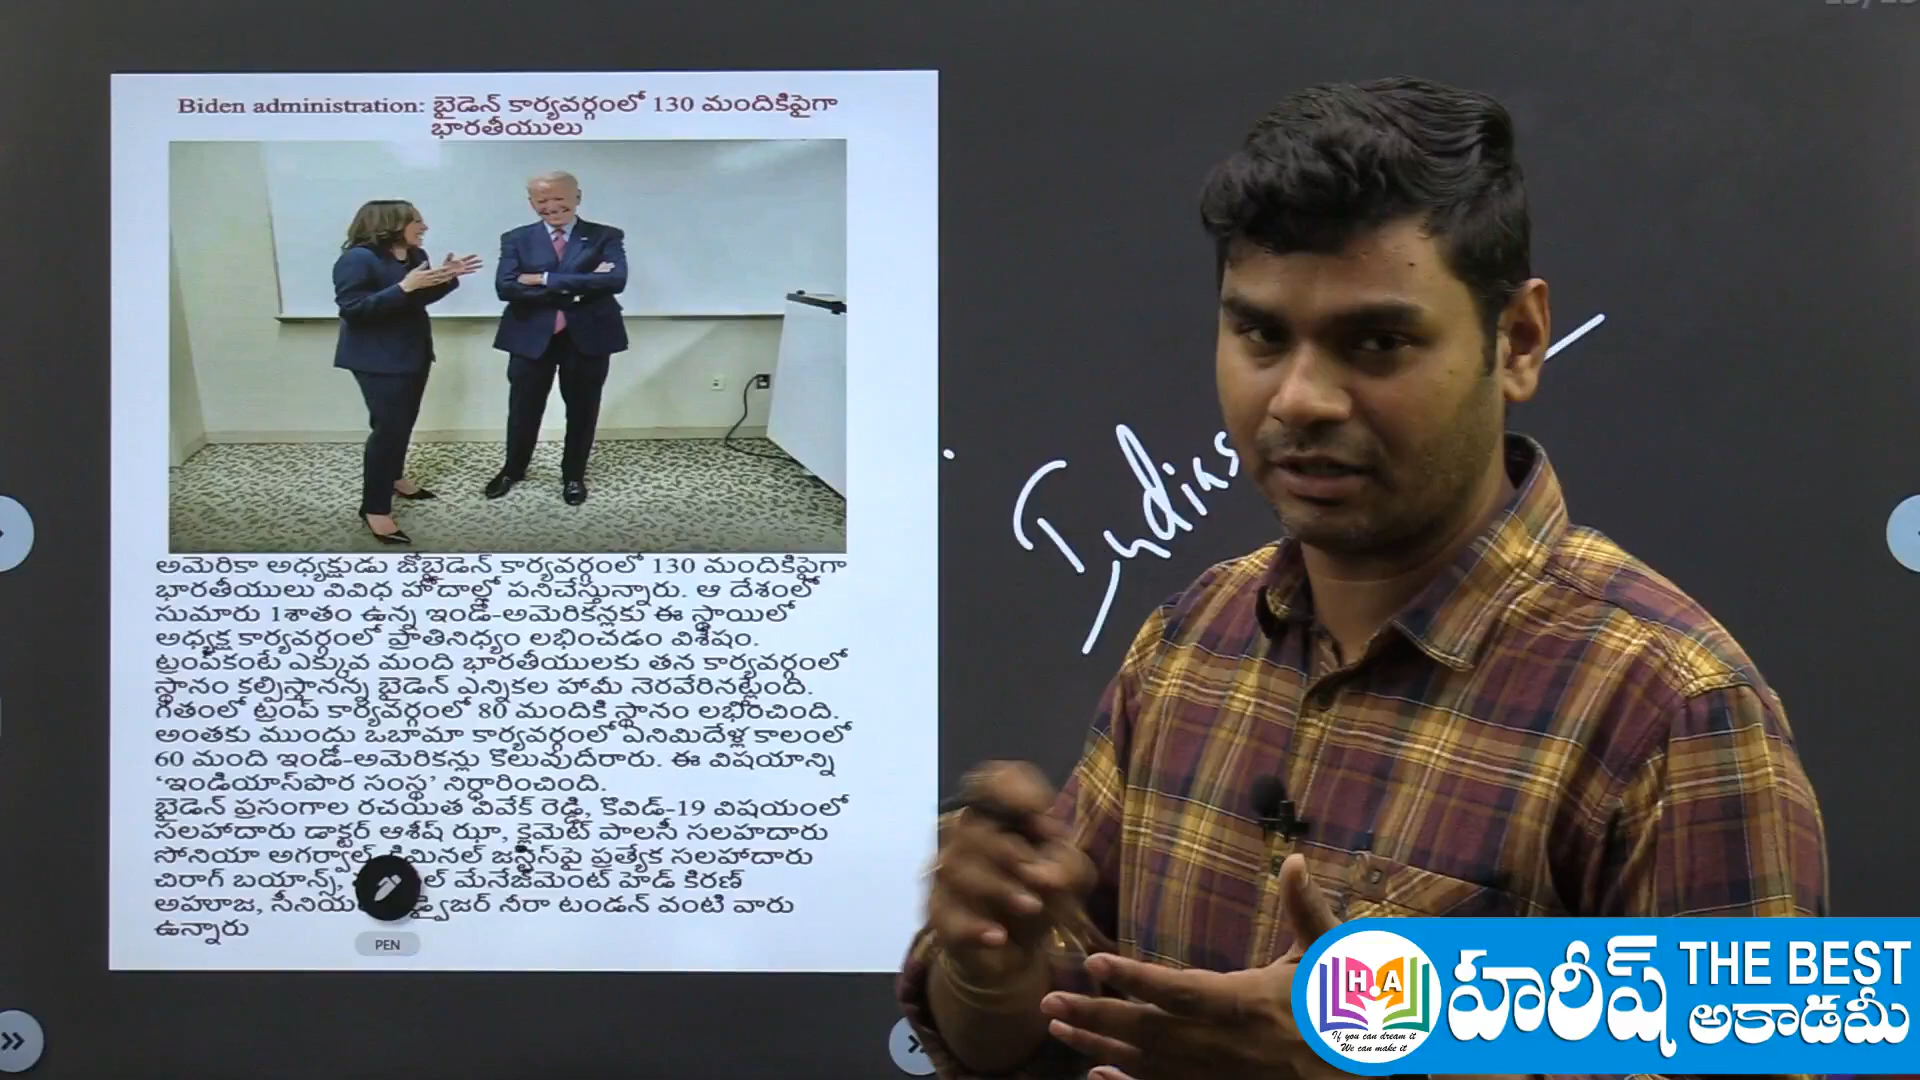 Biden administration: బైడెన్ కార్యవర్గంలో 130 మందికిపైగా
భారతీయులు
అమెరికా అధ్యక్షుడు జోబైడెన్ కార్యవర్గంలో 130 మందికిపైగా
భారతీయులు వివిధ హోదాల్లో పనిచేస్తున్నారు. ఆ దేశంలో
సుమారు 1శాతం ఉన్న ఇండో-అమెరికన్లకు ఈ స్థాయిలో
అధ్యక్ష కార్యవర్గంలో ప్రాతినిధ్యం లభించడం విశేషం.
ట్రంప్‌కంటే ఎక్కువ మంది భారతీయులకు తన కార్యవర్గంలో
స్థానం కల్పిస్తానన్న బైడెన్ ఎన్నికల హామీ నెరవేరినట్లైంది.
గతంలో ట్రంప్ కార్యవర్గంలో 80 మందికి స్థానం లభించింది.
అంతకు ముందు ఒబామా కార్యవర్గంలో ఎనిమిదేళ్ల కాలంలో
60 మంది ఇండో-అమెరికన్లు కొలువుదీరారు. ఈ విషయాన్ని
‘ఇండియాస్‌పొర సంస్థ’ నిర్ధారించింది.
బైడెన్ ప్రసంగాల రచయిత వివేక్ రెడ్డి, కోవిడ్-19 విషయంలో
సలహాదారు డాక్టర్ ఆశీష్ ఝా, క్లైమేట్ పాలసీ సలహదారు
సోనియా అగర్వాల్, క్రిమినల్ జస్టిస్‌పై ప్రత్యేక సలహాదారు
చిరాగ్ బయాన్స్, మేనేజ్‌మెంట్ హెడ్ కిరణ్
అహూజ, నీరా టండన్ వంటి వారు
ఉన్నారు
PEN
Indias
H.A
If you can dream it
We can make it
హరీష్ THE BEST
అకాడమీ